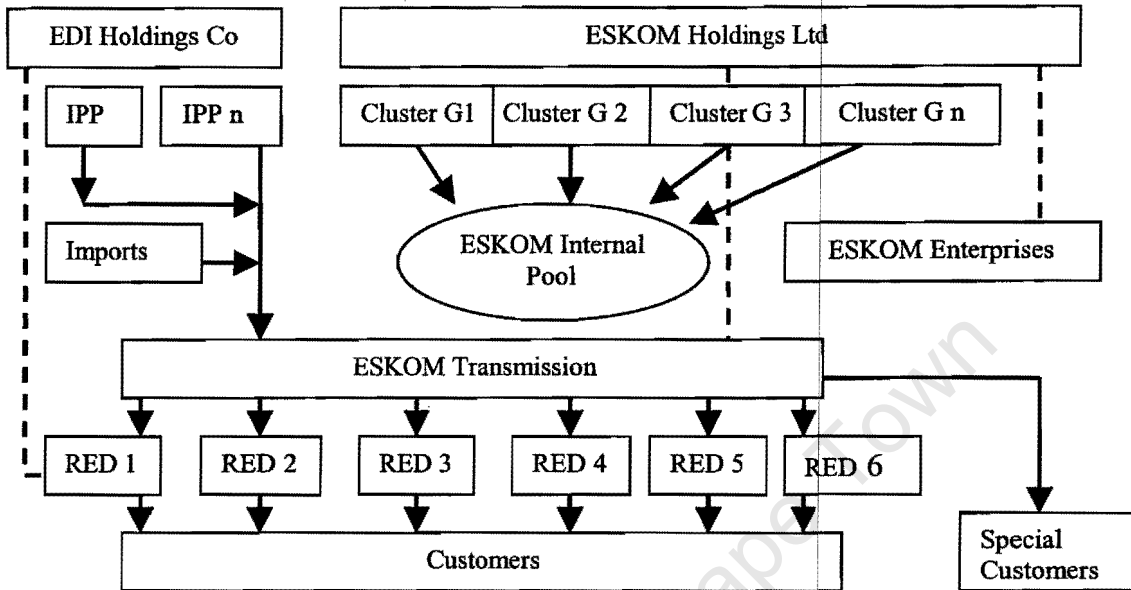 EDI Holdings Co
ESKOM Holdings Ltd
IPP
IPP n
Cluster G1
Cluster G 2
Cluster G 3
Cluster G n
ESKOM Internal
Pool
Imports
ESKOM Enterprises
ESKOM Transmission
RED 1
RED 2
RED 3
RED 4
RED 5
RED 6
Customers
Special
Customers
ape Town